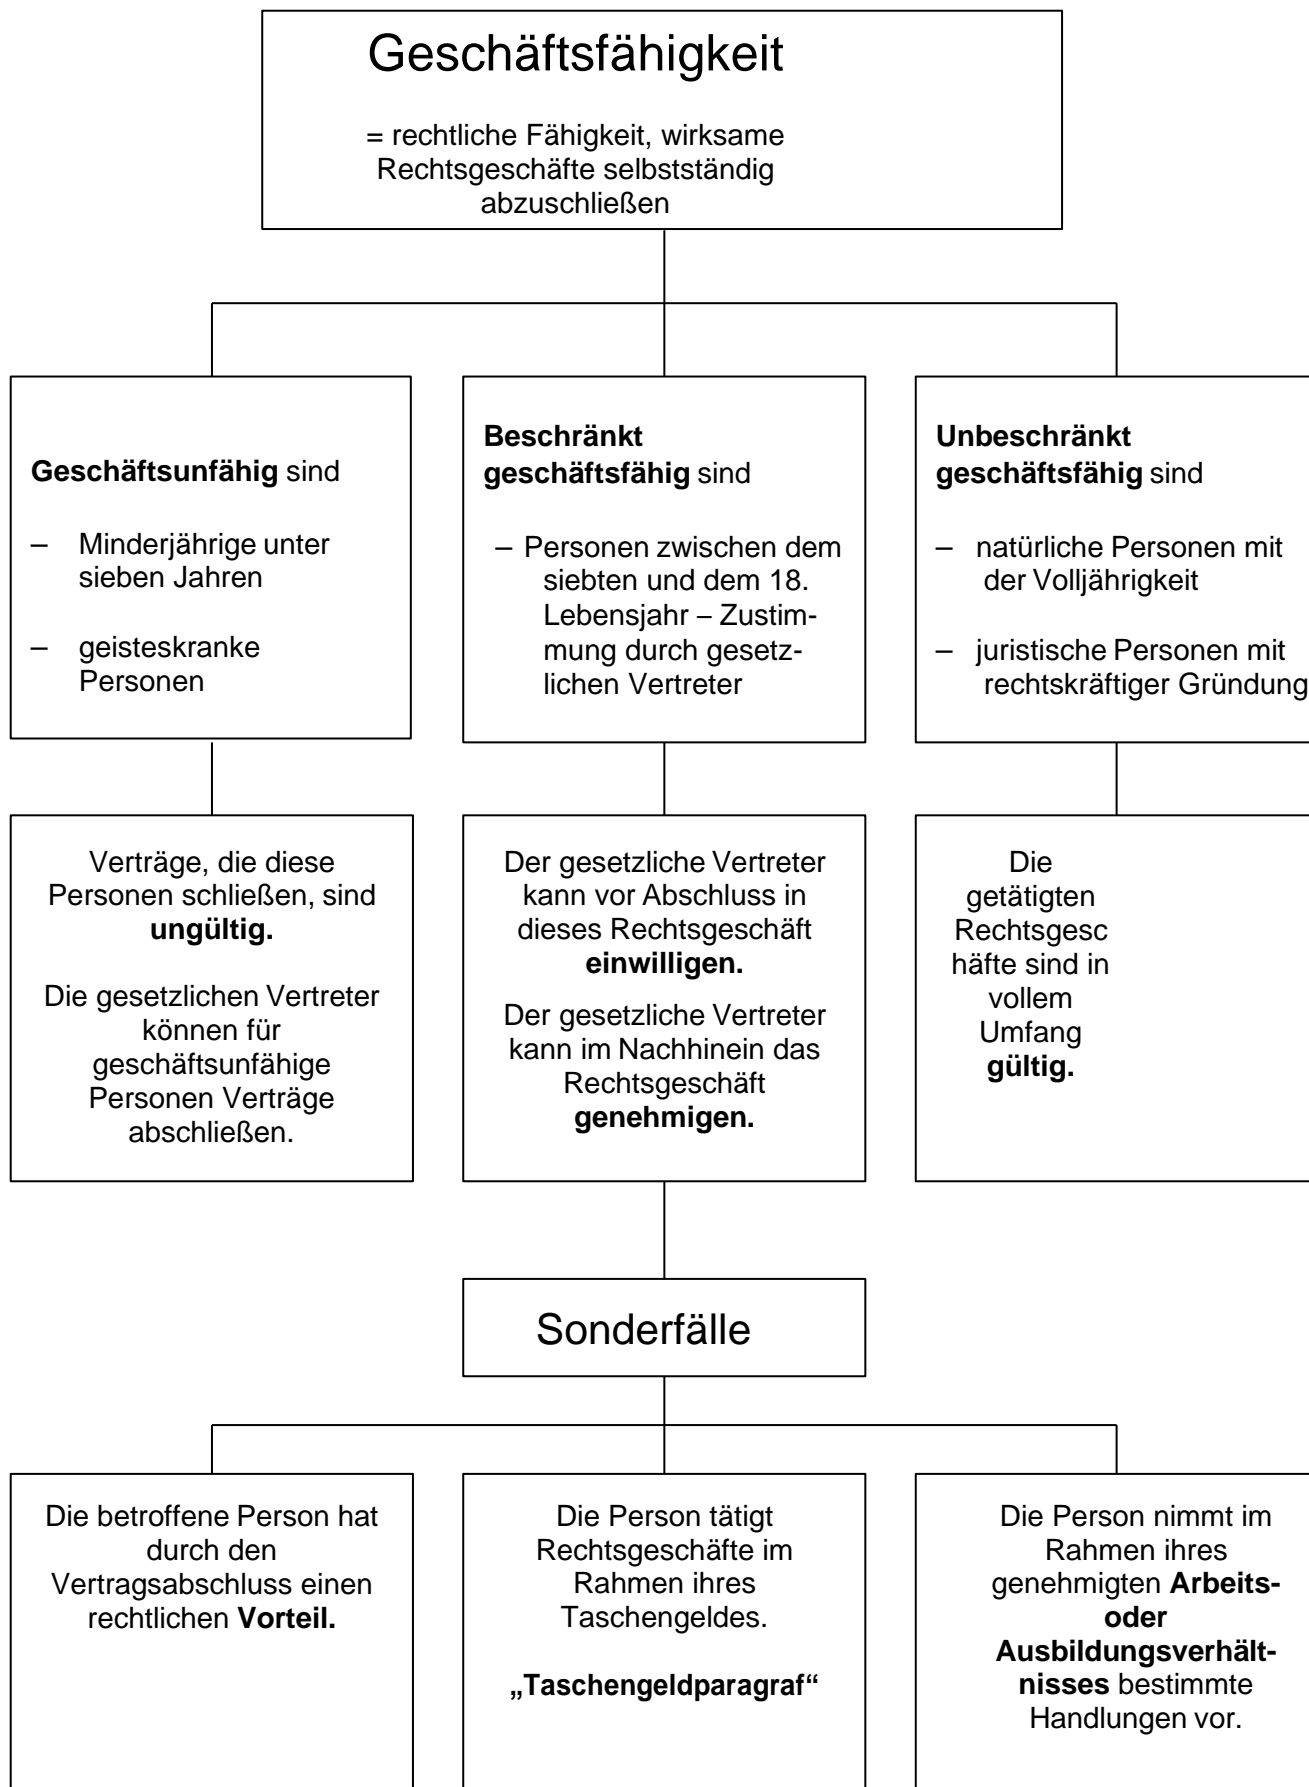 Geschäftsfähigkeit
= rechtliche Fähigkeit, wirksame
Rechtsgeschäfte selbstständig
abzuschließen
Geschäftsunfähig sind
– Minderjährige unter
sieben Jahren
– geisteskranke
Personen
Beschränkt
geschäftsfähig sind
– Personen zwischen dem
siebten und dem 18.
Lebensjahr – Zustim-
mung durch gesetz-
lichen Vertreter
Unbeschränkt
geschäftsfähig sind
– natürliche Personen mit
der Volljährigkeit
– juristische Personen mit
rechtskräftiger Gründung
Verträge, die diese
Personen schließen, sind
ungültig.
Die gesetzlichen Vertreter
können für
geschäftsunfähige
Personen Verträge
abschließen.
Der gesetzliche Vertreter
kann vor Abschluss in
dieses Rechtsgeschäft
einwilligen.
Der gesetzliche Vertreter
kann im Nachhinein das
Rechtsgeschäft
genehmigen.
Die
getätigten
Rechtsgesc
häfte sind in
vollem
Umfang
gültig.
Sonderfälle
Die betroffene Person hat
durch den
Vertragsabschluss einen
rechtlichen Vorteil.
Die Person tätigt
Rechtsgeschäfte im
Rahmen ihres
Taschengeldes.
„Taschengeldparagraf“
Die Person nimmt im
Rahmen ihres
genehmigten Arbeits-
oder
Ausbildungsverhält-
nisses bestimmte
Handlungen vor.